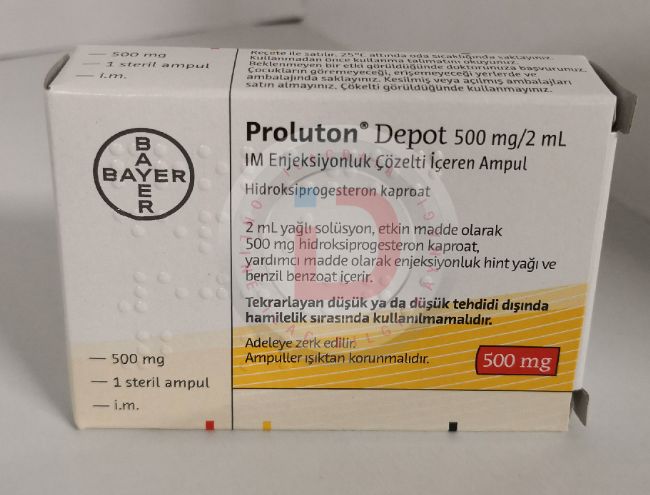 500 mg
1 steril ampul
i.m.
Reçete ile satılır. 25°C altında oda sıcaklığında saklayınız.
Kullanmadan önce kullanma talimatını okuyunuz.
Beklenmeyen bir etki görüldüğünde doktorunuza başvurunuz.
Çocukların göremeyeceği, erişemeyeceği yerlerde ve
ambalajında saklayınız. Kesilmiş veya açılmış ambalajları
satın almayınız. Çökelti görüldüğünde kullanmayınız.
BAYER
BAYER
Proluton® Depot 500 mg/2 mL
IM Enjeksiyonluk Çözelti İçeren Ampul
Hidroksiprogesteron kaproat
2 mL yağlı solüsyon, etkin madde olarak
500 mg hidroksiprogesteron kaproat,
yardımcı madde olarak enjeksiyonluk hint yağı ve
benzil benzoat içerir.
Tekrarlayan düşük ya da düşük tehdidi dışında
hamilelik sırasında kullanılmamalıdır.
Adeleye zerk edilir.
Ampuller ışıktan korunmalıdır.
500 mg
500 mg
1 steril ampul
i.m.